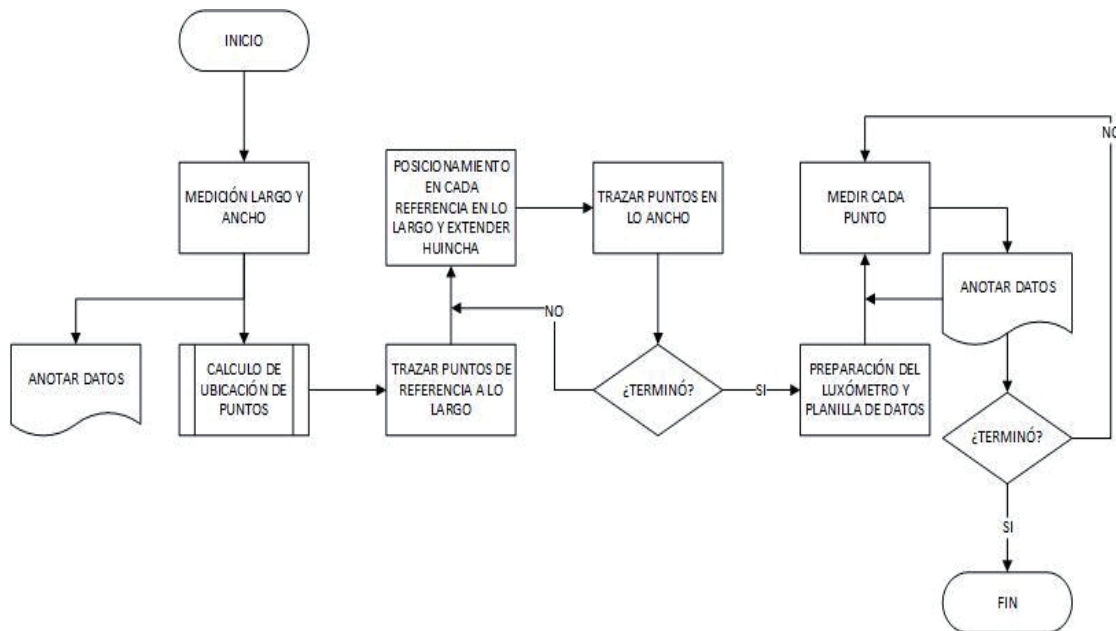 INICIO
MEDICIÓN LARGO Y
ANCHO
ANOTAR DATOS
CALCULO DE
UBICACIÓN DE
PUNTOS
TRAZAR PUNTOS DE
REFERENCIA A LO
LARGO
POSICIONAMIENTO
EN CADA
REFERENCIA EN LO
LARGO Y EXTENDER
HUINCHA
TRAZAR PUNTOS EN
LO ANCHO
¿TERMINÓ?
NO
SI
PREPARACIÓN DEL
LUXÓMETRO Y
PLANILLA DE DATOS
MEDIR CADA
PUNTO
ANOTAR DATOS
¿TERMINÓ?
NO
SI
FIN